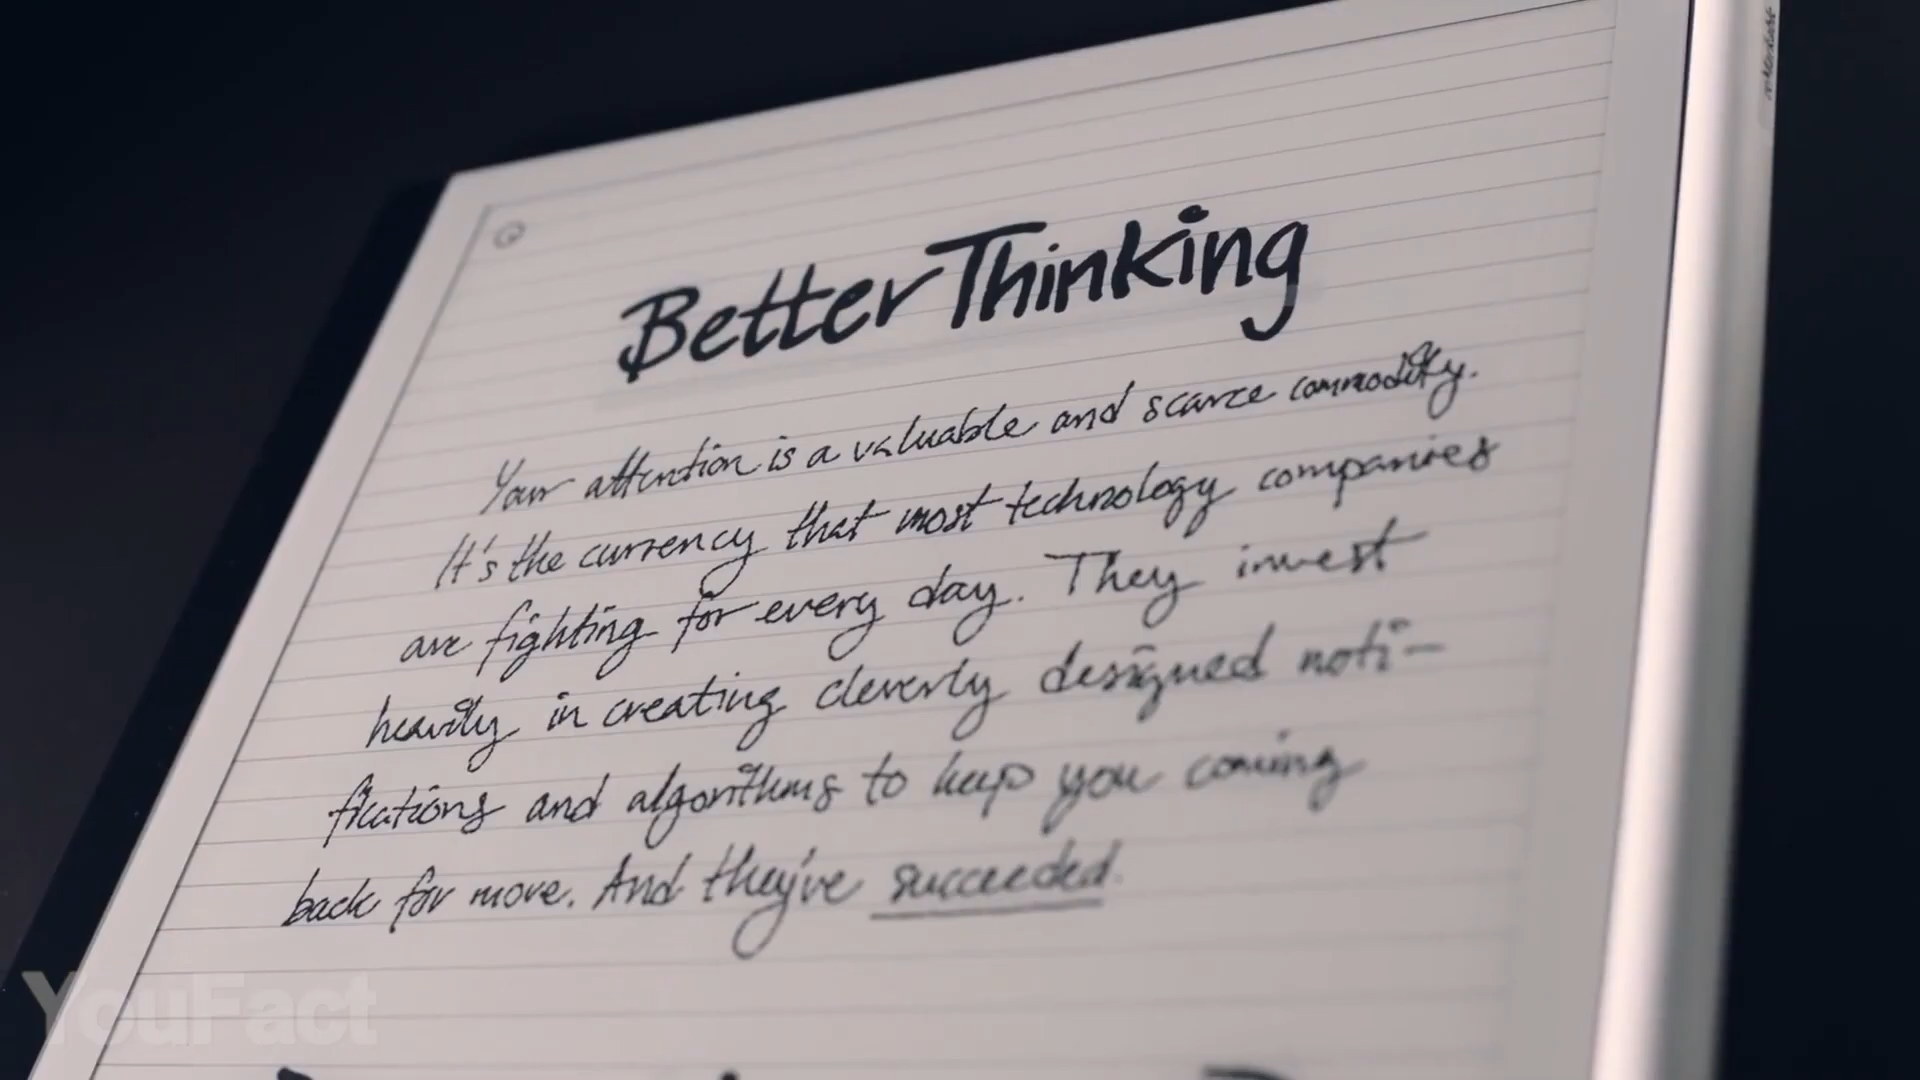 Better Thinking
Your attention is a valuable and scarce commodity.
It's the currency that most technology companies
are fighting for every day. They invest
heavily in creating cleverly designed noti-
fications and algorithms to keep you coming
back for more. And they've succeeded.
YouFact